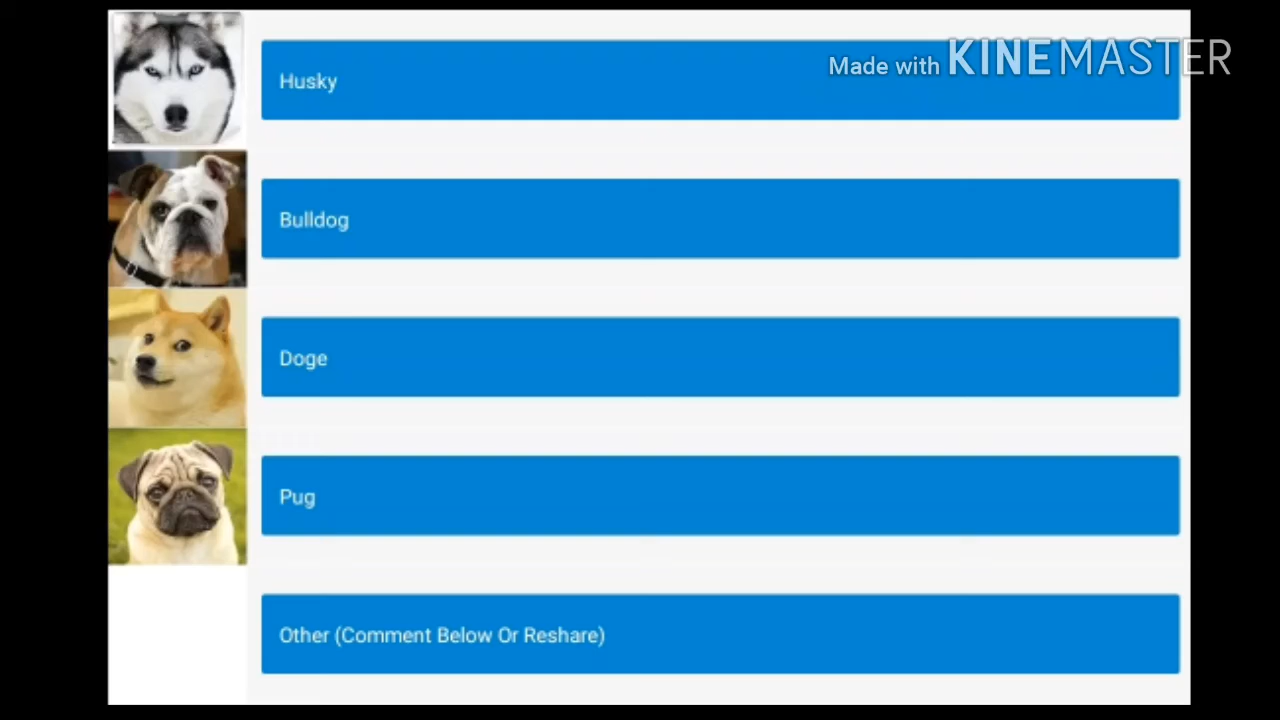 Made with KINEMASTER
Husky
Bulldog
Doge
Pug
Other (Comment Below Or Reshare)